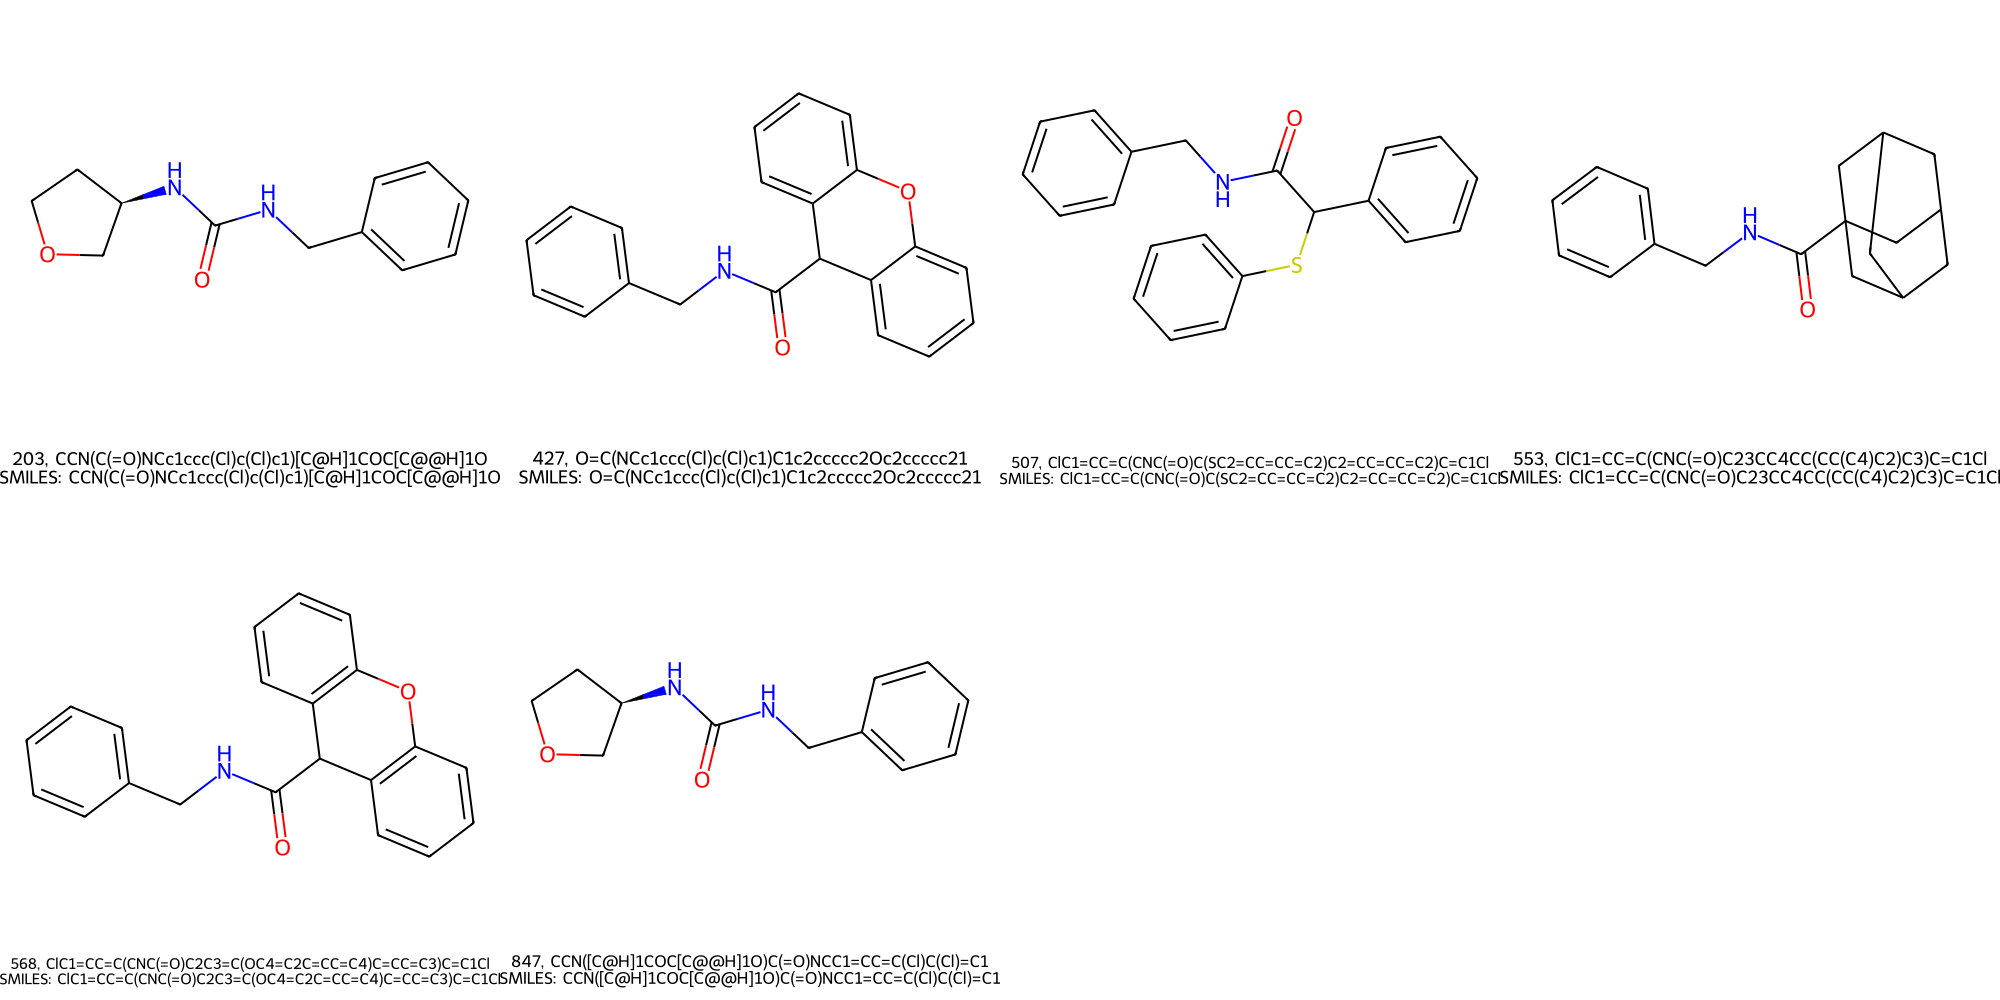 H
N
H
N
O
O
H
N
O
O
O
N
H
S
H
N
O
203, CCN(C(=O)NCc1ccc(Cl)c(Cl)c1)[C@H]1COC[C@@H]1O
SMILES: CCN(C(=O)NCc1ccc(Cl)c(Cl)c1)[C@H]1COC[C@@H]1O
427, O=C(NCc1ccc(Cl)c(Cl)c1)C1c2ccccc2Oc2ccccc21
SMILES: O=C(NCc1ccc(Cl)c(Cl)c1)C1c2ccccc2Oc2ccccc21
507, ClC1=CC=C(CNC(=O)C(SC2=CC=CC=C2)C2=CC=CC=C2)C=C1Cl
SMILES: ClC1=CC=C(CNC(=O)C(SC2=CC=CC=C2)C2=CC=CC=C2)C=C1Cl
553, ClC1=CC=C(CNC(=O)C23CC4CC(CC(C4)C2)C3)C=C1Cl
SMILES: ClC1=CC=C(CNC(=O)C23CC4CC(CC(C4)C2)C3)C=C1Cl
H
N
O
O
H
N
H
N
O
O
568, ClC1=CC=C(CNC(=O)C2C3=C(OC4=C2C=CC=C4)C=CC=C3)C=C1Cl
SMILES: ClC1=CC=C(CNC(=O)C2C3=C(OC4=C2C=CC=C4)C=CC=C3)C=C1Cl
847, CCN([C@H]1COC[C@@H]1O)C(=O)NCC1=CC=C(Cl)C(Cl)=C1
SMILES: CCN([C@H]1COC[C@@H]1O)C(=O)NCC1=CC=C(Cl)C(Cl)=C1